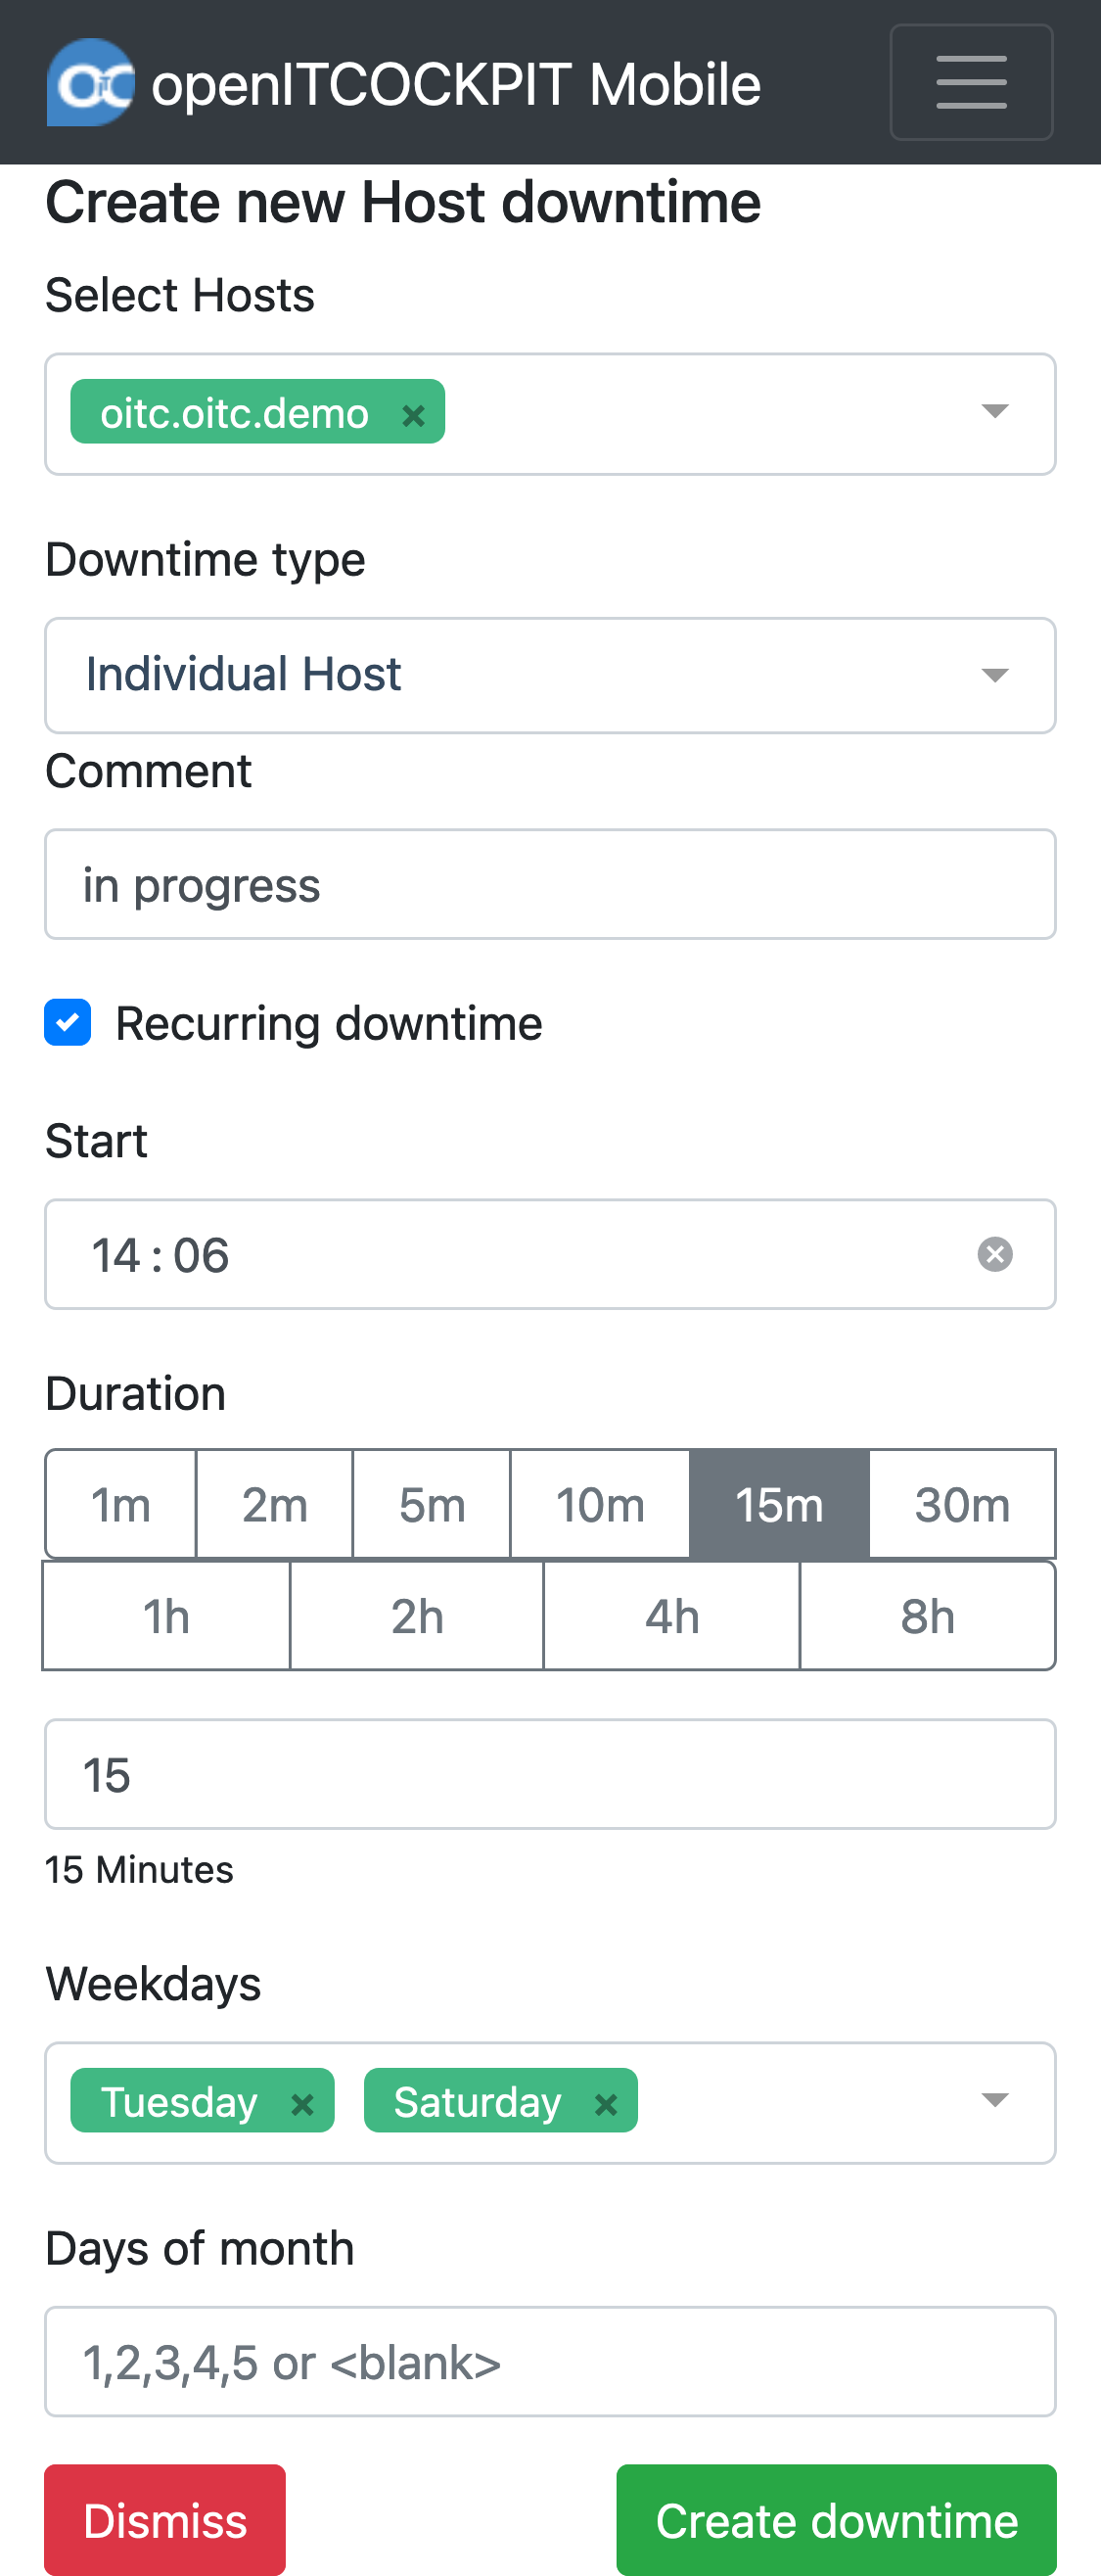 openITCOCKPIT Mobile
Create new Host downtime
Select Hosts
oitc.oitc.demo ×
Downtime type
Individual Host
Comment
in progress
Recurring downtime
Start
14 : 06
Duration
1m 2m 5m 10m 15m 30m
1h 2h 4h 8h
15
15 Minutes
Weekdays
Tuesday × Saturday ×
Days of month
1,2,3,4,5 or <blank>
Dismiss Create downtime